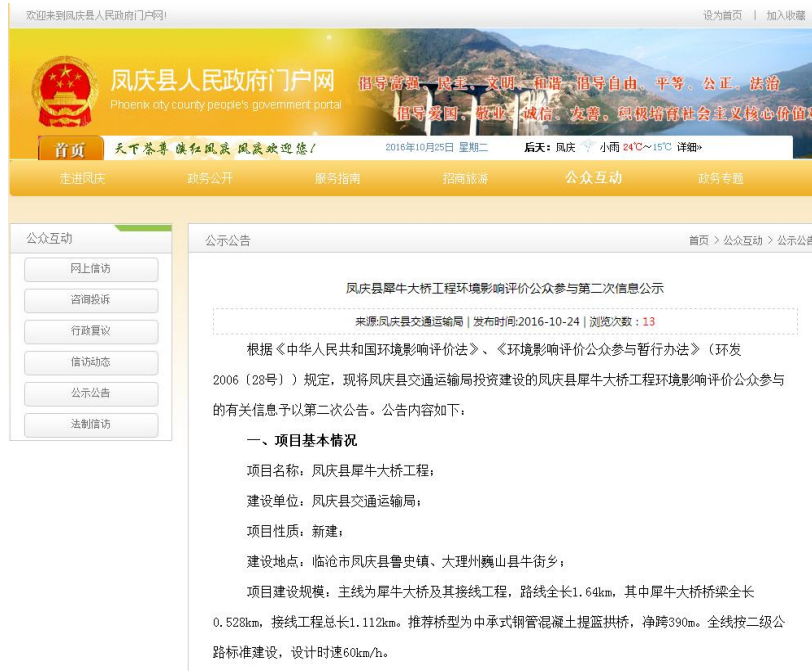 欢迎来到凤庆县人民政府门户网!
设为首页 | 加入收藏
凤庆县人民政府门户网
Phoenix city county people's government portal
倡导富强、民主、文明、和谐，倡导自由、平等、公正、法治
倡导爱国、敬业、诚信、友善，积极培育社会主义核心价值
首页
天下茶尊 滇红凤庆 凤庆欢迎您!
2016年10月25日 星期二
后天: 凤庆 小雨 24℃～15℃ 详细»
走进凤庆 政务公开 服务指南 招商旅游 公众互动 政务专题
公众互动
网上信访
咨询投诉
行政复议
信访动态
公示公告
法制信访
公示公告
首页 > 公众互动 > 公示公告
凤庆县犀牛大桥工程环境影响评价公众参与第二次信息公示
来源:凤庆县交通运输局 | 发布时间:2016-10-24 | 浏览次数：13
根据《中华人民共和国环境影响评价法》、《环境影响评价公众参与暂行办法》（环发
2006〔28号〕）规定，现将凤庆县交通运输局投资建设的凤庆县犀牛大桥工程环境影响评价公众参与
的有关信息予以第二次公告。公告内容如下：
一、项目基本情况
项目名称：凤庆县犀牛大桥工程；
建设单位：凤庆县交通运输局；
项目性质：新建；
建设地点：临沧市凤庆县鲁史镇、大理州巍山县牛街乡；
项目建设规模：主线为犀牛大桥及其接线工程，路线全长1.64km，其中犀牛大桥桥梁全长
0.528km，接线工程总长1.112km。推荐桥型为中承式钢管混凝土提篮拱桥，净跨390m。全线按二级公
路标准建设，设计时速60km/h。